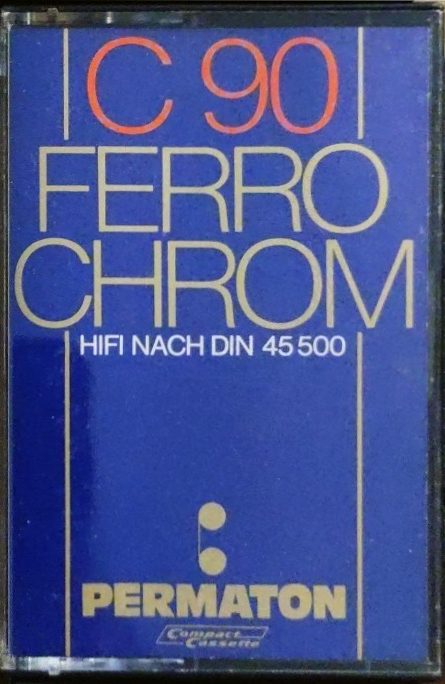 C 90
FERRO
CHROM
HIFI NACH DIN 45 500
PERMATON
Compact
Cassette